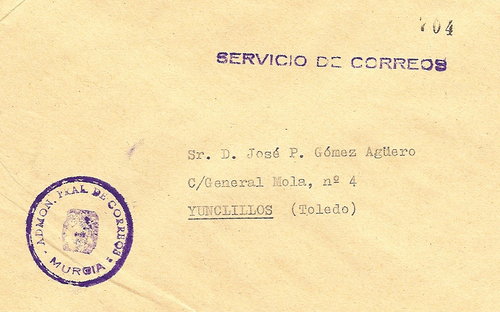 704
SERVICIO DE CORREOS
Sr. D. José P. Gómez Agüero
C/General Mola, nº 4
YUNCLILLOS (Toledo)
ADMON. PRAL DE CORREOS
MURCIA